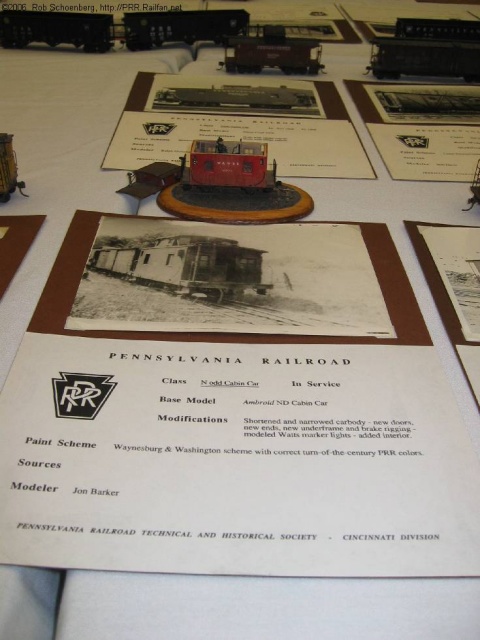 ©2006, Rob Schoenberg, http://PRR.Railfan.net
PENNSYLVANIA RAILROAD
PRR
Class N odd Cabin Car In Service
Base Model Ambroid ND Cabin Car
Modifications Shortened and narrowed carbody - new doors,
new ends, new underframe and brake rigging -
modeled Watts marker lights - added interior.
Paint Scheme Waynesburg & Washington scheme with correct turn-of-the-century PRR colors.
Sources
Modeler Jon Barker
PENNSYLVANIA RAILROAD TECHNICAL AND HISTORICAL SOCIETY - CINCINNATI DIVISION